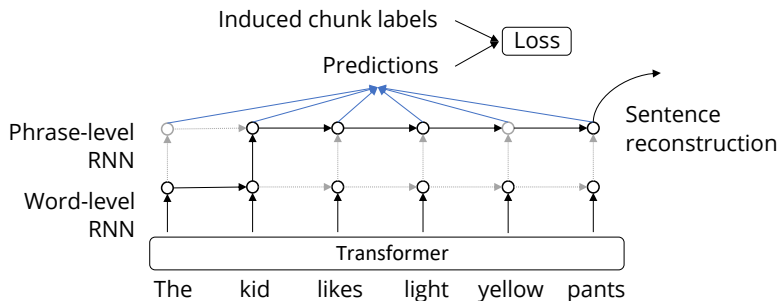 Induced chunk labels
Loss
Predictions
Phrase-level
RNN
Sentence
reconstruction
Word-level
RNN
Transformer
The kid likes light yellow pants